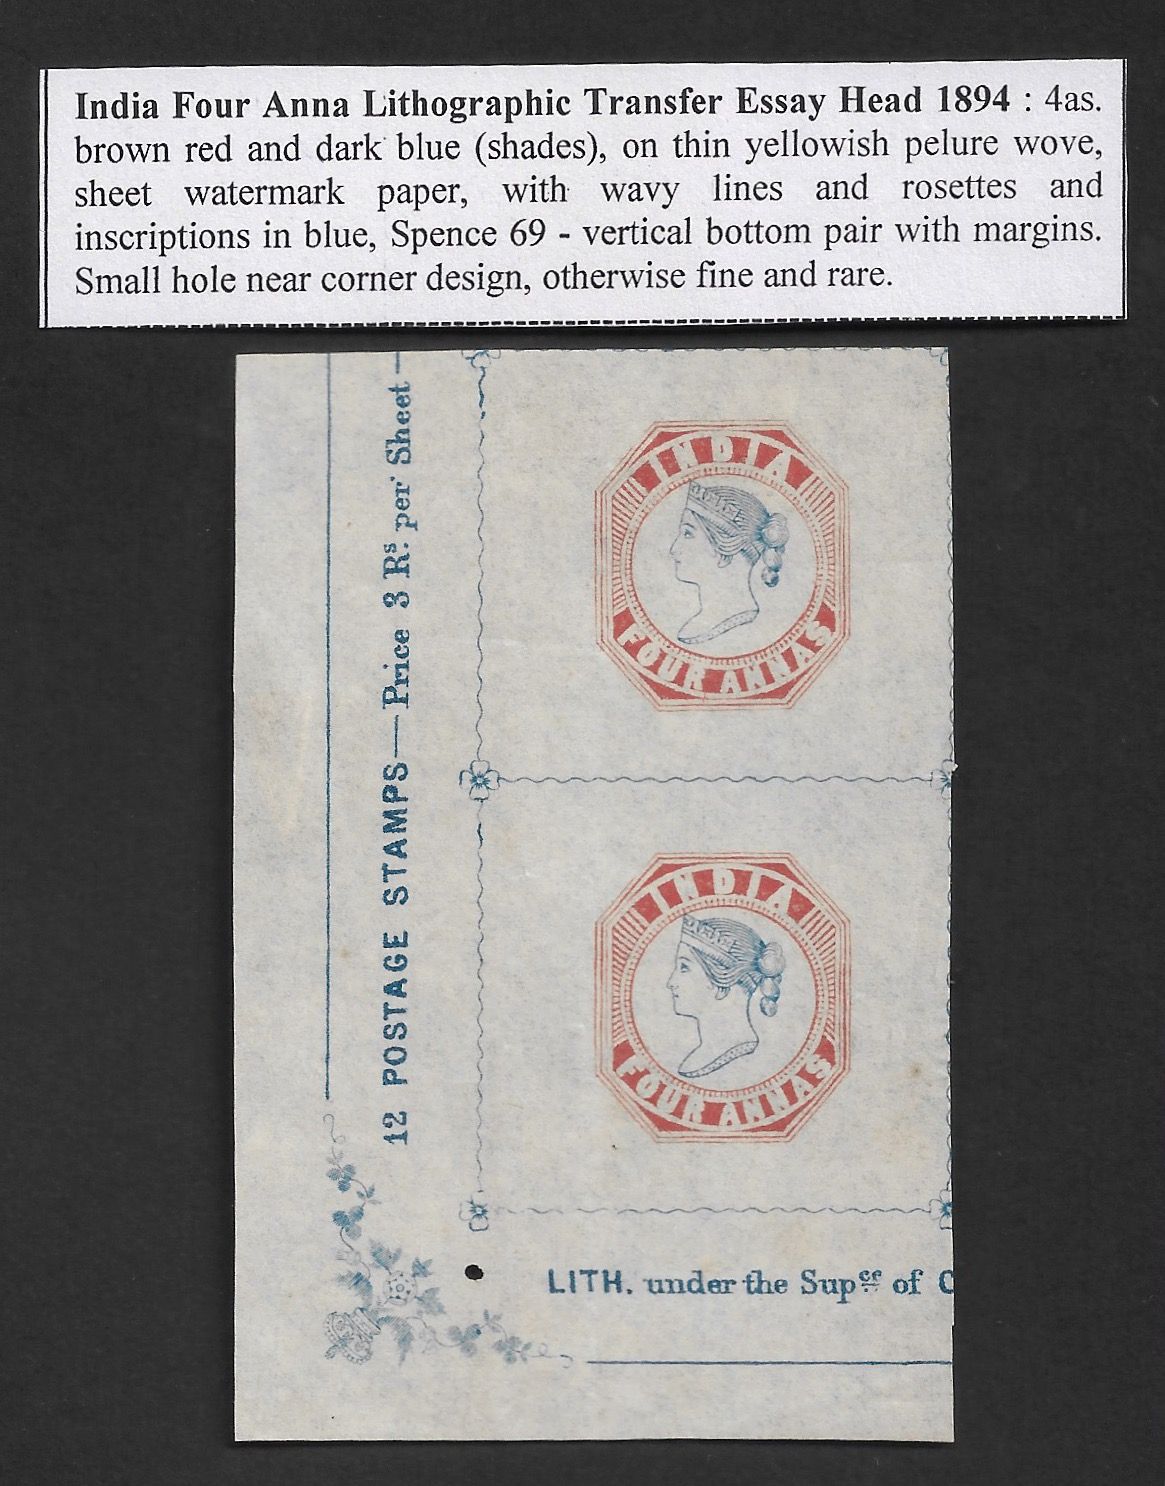 India Four Anna Lithographic Transfer Essay Head 1894 : 4as.
brown red and dark blue (shades), on thin yellowish pelure wove,
sheet watermark paper, with wavy lines and rosettes and
inscriptions in blue, Spence 69 - vertical bottom pair with margins.
Small hole near corner design, otherwise fine and rare.
12 POSTAGE STAMPS—Price 3 Rs. per Sheet—
INDIA
FOUR ANNAS
INDIA
FOUR ANNAS
LITH. under the Supce of C